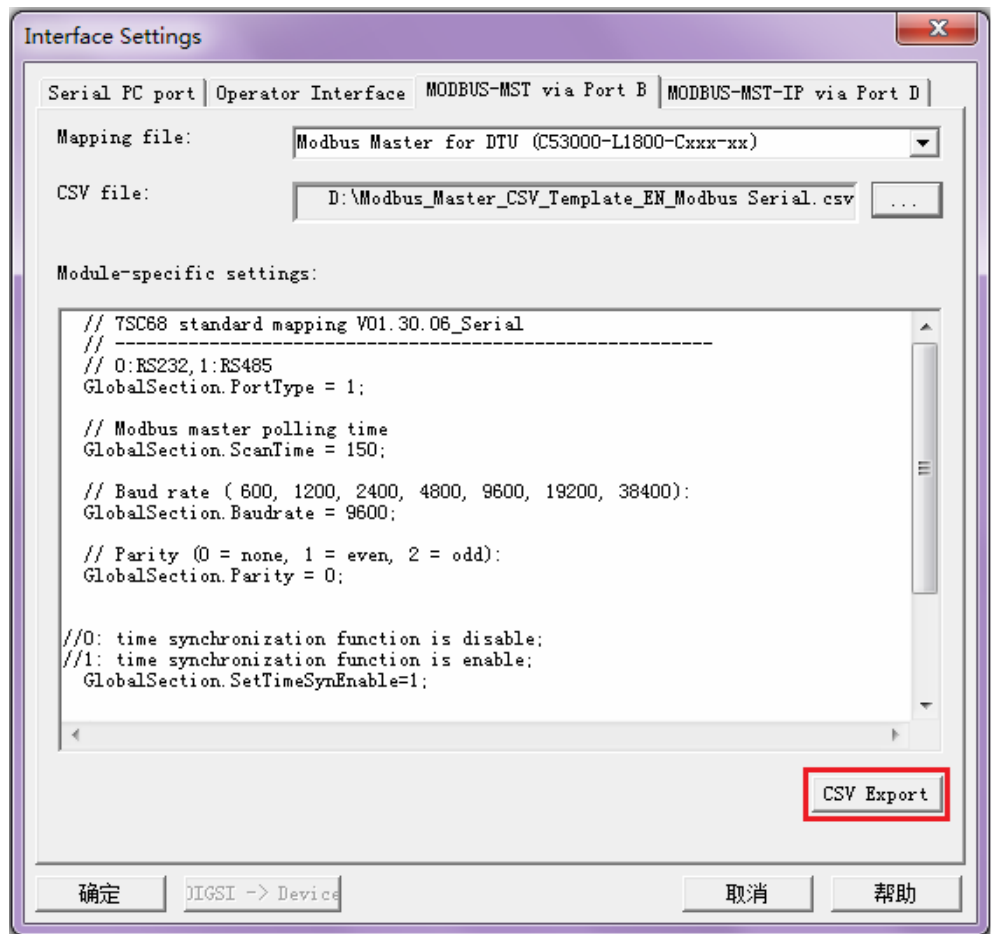 Interface Settings
Serial PC port Operator Interface MODBUS-MST via Port B MODBUS-MST-IP via Port D
Mapping file: Modbus Master for DTU (C53000-L1800-Cxxx-xx)
CSV file: D:\Modbus_Master_CSV_Template_EN_Modbus Serial.csv ...
Module-specific settings:
// 7SC68 standard mapping V01.30.06_Serial
// ----------------------------------------------------------
// 0:RS232,1:RS485
GlobalSection.PortType = 1;
// Modbus master polling time
GlobalSection.ScanTime = 150;
// Baud rate ( 600, 1200, 2400, 4800, 9600, 19200, 38400):
GlobalSection.Baudrate = 9600;
// Parity (0 = none, 1 = even, 2 = odd):
GlobalSection.Parity = 0;
//0: time synchronization function is disable;
//1: time synchronization function is enable;
GlobalSection.SetTimeSynEnable=1;
CSV Export
确定 DIGSI -> Device 取消 帮助